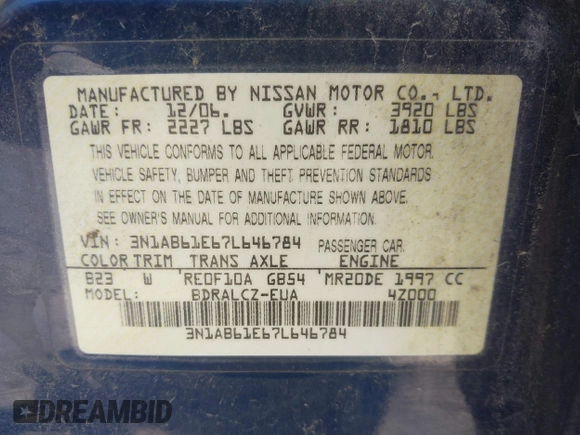 MANUFACTURED BY NISSAN MOTOR CO., LTD.
DATE: 12/06. GVWR: 3920 LBS
GAWR FR: 2227 LBS GAWR RR: 1810 LBS
THIS VEHICLE CONFORMS TO ALL APPLICABLE FEDERAL MOTOR
VEHICLE SAFETY, BUMPER AND THEFT PREVENTION STANDARDS
IN EFFECT ON THE DATE OF MANUFACTURE SHOWN ABOVE.
SEE OWNER'S MANUAL FOR ADDITIONAL INFORMATION.
VIN: 3N1AB61E67L646784 PASSENGER CAR
COLOR TRIM TRANS AXLE ENGINE
B23 W RE0F10A GB54 MR20DE 1997 CC
MODEL: BDRALCZ-EUA 4Z000
3N1AB61E67L646784
DREAMBID